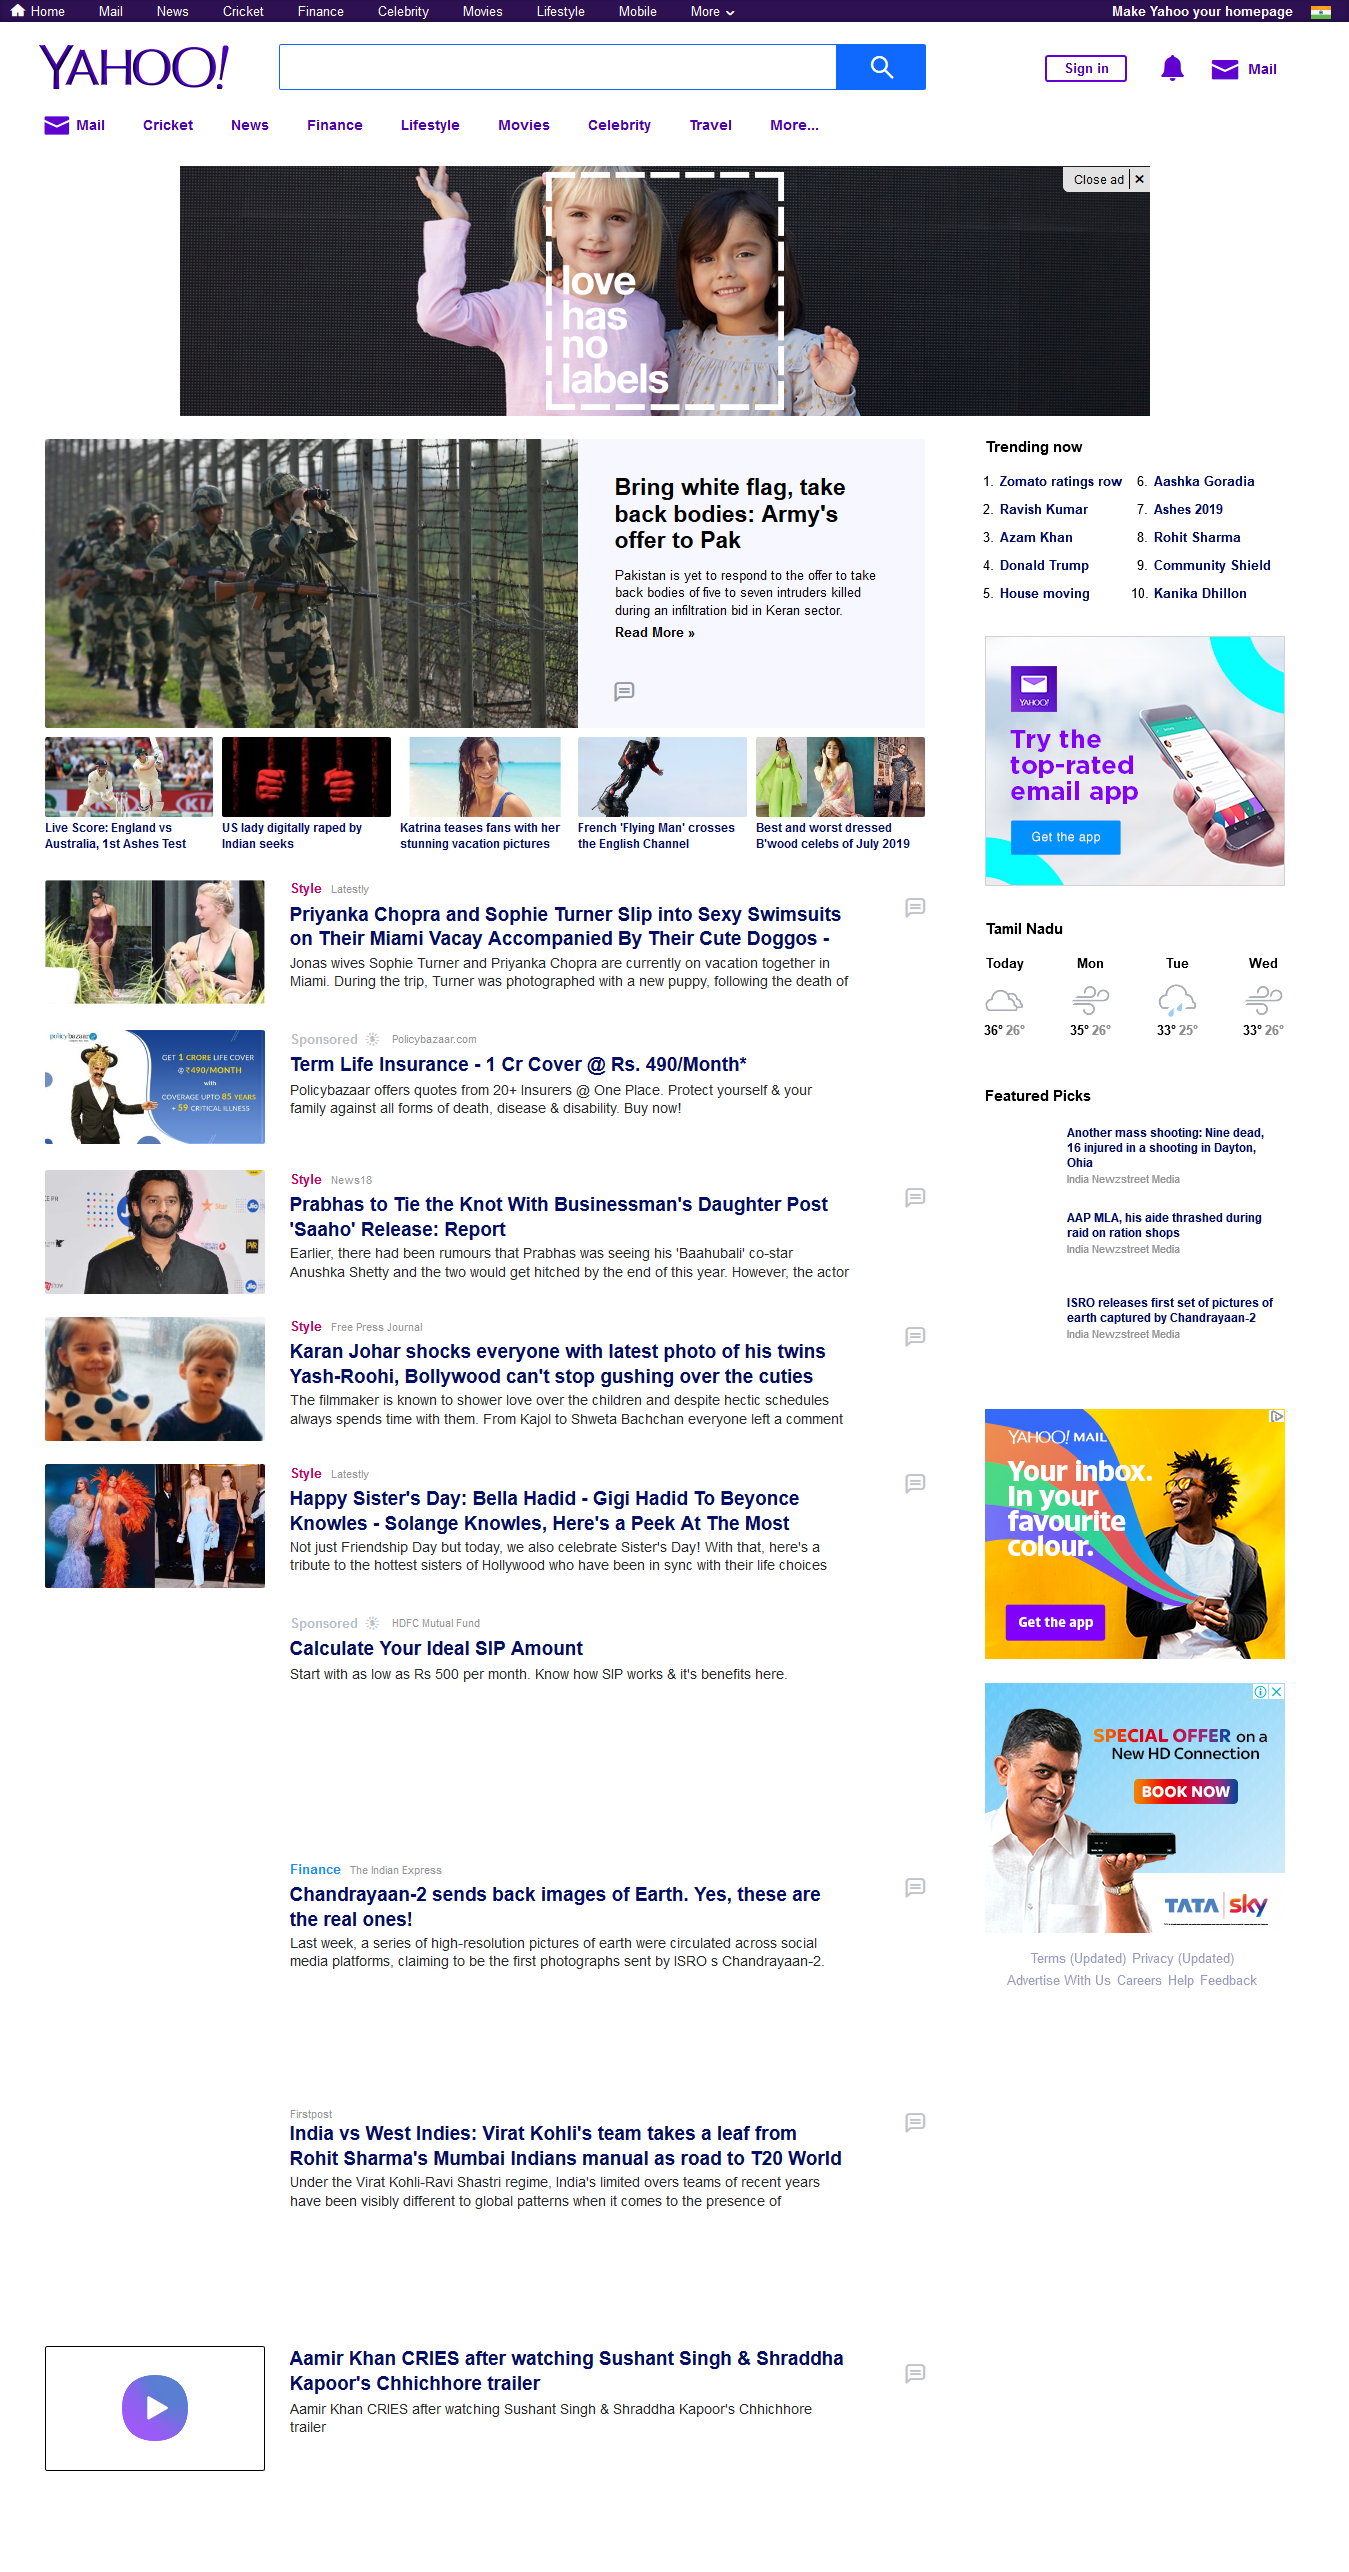 Home Mail News Cricket Finance Celebrity Movies Lifestyle Mobile More
Make Yahoo your homepage
YAHOO!
Sign in
Mail
Mail Cricket News Finance Lifestyle Movies Celebrity Travel More...
Close ad ✕
love
has
no
labels
Bring white flag, take
back bodies: Army's
offer to Pak
Pakistan is yet to respond to the offer to take
back bodies of five to seven intruders killed
during an infiltration bid in Keran sector.
Read More »
Live Score: England vs
Australia, 1st Ashes Test
US lady digitally raped by
Indian seeks
Katrina teases fans with her
stunning vacation pictures
French 'Flying Man' crosses
the English Channel
Best and worst dressed
B'wood celebs of July 2019
Style Latestly
Priyanka Chopra and Sophie Turner Slip into Sexy Swimsuits
on Their Miami Vacay Accompanied By Their Cute Doggos -
Jonas wives Sophie Turner and Priyanka Chopra are currently on vacation together in
Miami. During the trip, Turner was photographed with a new puppy, following the death of
policybazaar
GET 1 CRORE LIFE COVER
@ ₹490/MONTH
with
COVERAGE UPTO 85 YEARS
+ 59 CRITICAL ILLNESS
Sponsored Policybazaar.com
Term Life Insurance - 1 Cr Cover @ Rs. 490/Month*
Policybazaar offers quotes from 20+ Insurers @ One Place. Protect yourself & your
family against all forms of death, disease & disability. Buy now!
Star
Jio
PVR
Jio
Style News18
Prabhas to Tie the Knot With Businessman's Daughter Post
'Saaho' Release: Report
Earlier, there had been rumours that Prabhas was seeing his 'Baahubali' co-star
Anushka Shetty and the two would get hitched by the end of this year. However, the actor
Style Free Press Journal
Karan Johar shocks everyone with latest photo of his twins
Yash-Roohi, Bollywood can't stop gushing over the cuties
The filmmaker is known to shower love over the children and despite hectic schedules
always spends time with them. From Kajol to Shweta Bachchan everyone left a comment
Style Latestly
Happy Sister's Day: Bella Hadid - Gigi Hadid To Beyonce
Knowles - Solange Knowles, Here's a Peek At The Most
Not just Friendship Day but today, we also celebrate Sister's Day! With that, here's a
tribute to the hottest sisters of Hollywood who have been in sync with their life choices
Sponsored HDFC Mutual Fund
Calculate Your Ideal SIP Amount
Start with as low as Rs 500 per month. Know how SIP works & it's benefits here.
Finance The Indian Express
Chandrayaan-2 sends back images of Earth. Yes, these are
the real ones!
Last week, a series of high-resolution pictures of earth were circulated across social
media platforms, claiming to be the first photographs sent by ISRO s Chandrayaan-2.
Firstpost
India vs West Indies: Virat Kohli's team takes a leaf from
Rohit Sharma's Mumbai Indians manual as road to T20 World
Under the Virat Kohli-Ravi Shastri regime, India's limited overs teams of recent years
have been visibly different to global patterns when it comes to the presence of
Aamir Khan CRIES after watching Sushant Singh & Shraddha
Kapoor's Chhichhore trailer
Aamir Khan CRIES after watching Sushant Singh & Shraddha Kapoor's Chhichhore
trailer
Trending now
1. Zomato ratings row
2. Ravish Kumar
3. Azam Khan
4. Donald Trump
5. House moving
6. Aashka Goradia
7. Ashes 2019
8. Rohit Sharma
9. Community Shield
10. Kanika Dhillon
YAHOO!
Try the
top-rated
email app
Get the app
Tamil Nadu
Today Mon Tue Wed
36° 26° 35° 26° 33° 25° 33° 26°
Featured Picks
Another mass shooting: Nine dead,
16 injured in a shooting in Dayton,
Ohia
India Newzstreet Media
AAP MLA, his aide thrashed during
raid on ration shops
India Newzstreet Media
ISRO releases first set of pictures of
earth captured by Chandrayaan-2
India Newzstreet Media
YAHOO! MAIL
Your inbox.
In your
favourite
colour.
Get the app
SPECIAL OFFER on a
New HD Connection
BOOK NOW
TATA sky
Terms (Updated) Privacy (Updated)
Advertise With Us Careers Help Feedback